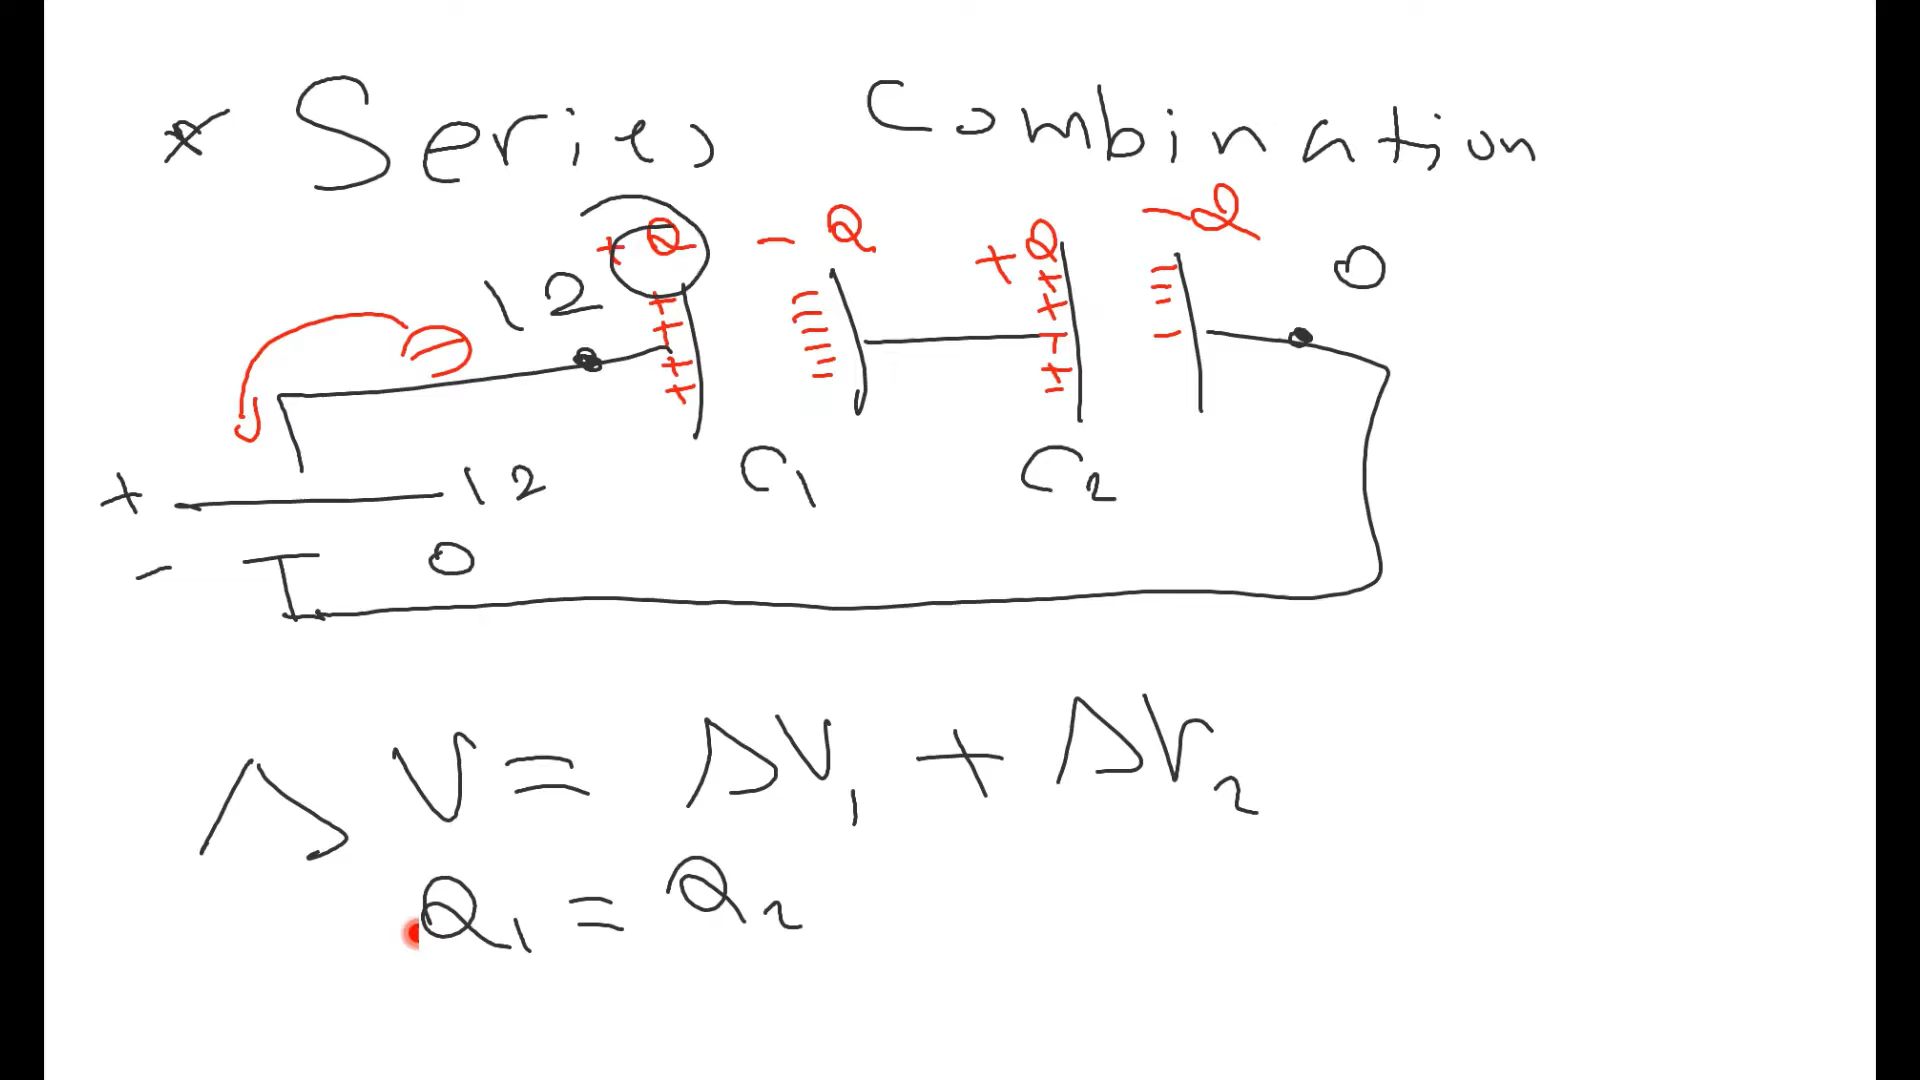 * Series Combination
+Q -Q +Q -Q
12 0
C1 C2
+ 12
- 0
ΔV = ΔV1 + ΔV2
Q1 = Q2